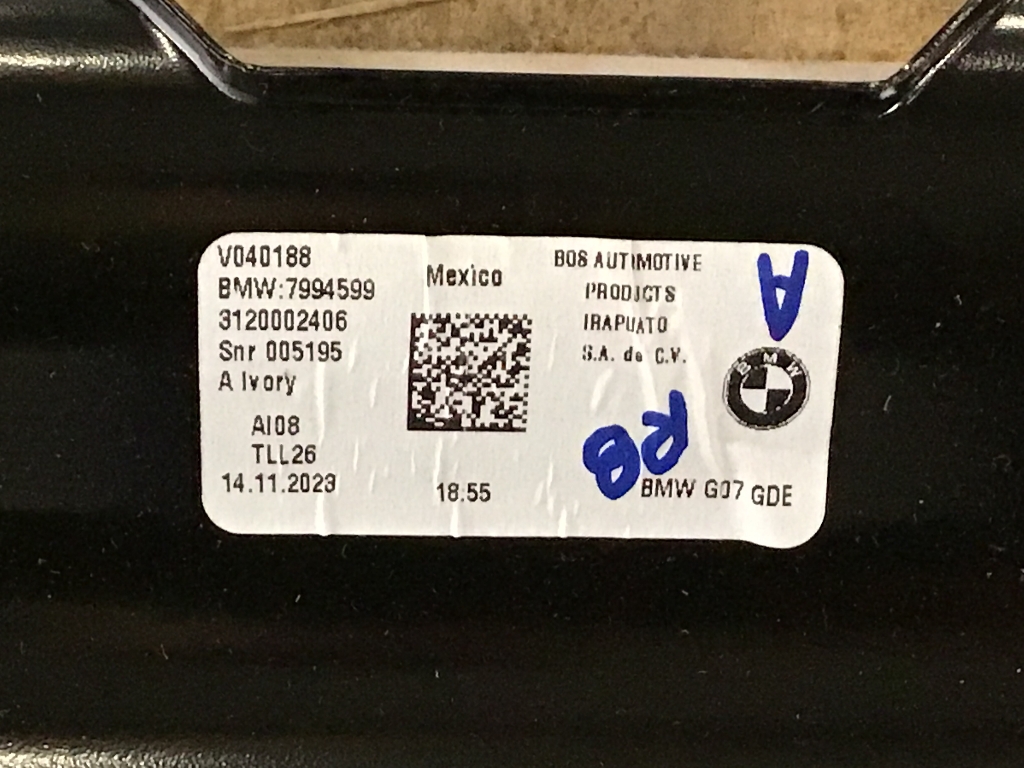 V040188
BMW:7994599
3120002406
Snr 005195
A Ivory
AI08
TLL26
14.11.2023
Mexico
18.55
BOS AUTIMOTIVE
PRODUCTS
IRAPUATO
S.A. de C.V.
A
BMW
R8
BMW G07 GDE